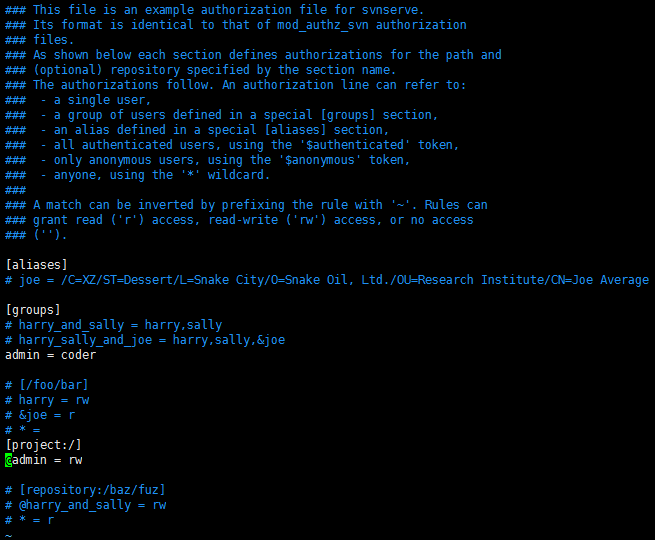 ### This file is an example authorization file for svnserve.
### Its format is identical to that of mod_authz_svn authorization
### files.
### As shown below each section defines authorizations for the path and
### (optional) repository specified by the section name.
### The authorizations follow. An authorization line can refer to:
###  - a single user,
###  - a group of users defined in a special [groups] section,
###  - an alias defined in a special [aliases] section,
###  - all authenticated users, using the '$authenticated' token,
###  - only anonymous users, using the '$anonymous' token,
###  - anyone, using the '*' wildcard.
###
### A match can be inverted by prefixing the rule with '~'. Rules can
### grant read ('r') access, read-write ('rw') access, or no access
### ('').

[aliases]
# joe = /C=XZ/ST=Dessert/L=Snake City/O=Snake Oil, Ltd./OU=Research Institute/CN=Joe Average

[groups]
# harry_and_sally = harry,sally
# harry_sally_and_joe = harry,sally,&joe
admin = coder

# [/foo/bar]
# harry = rw
# &joe = r
# * =
[project:/]
@admin = rw

# [repository:/baz/fuz]
# @harry_and_sally = rw
# * = r
~